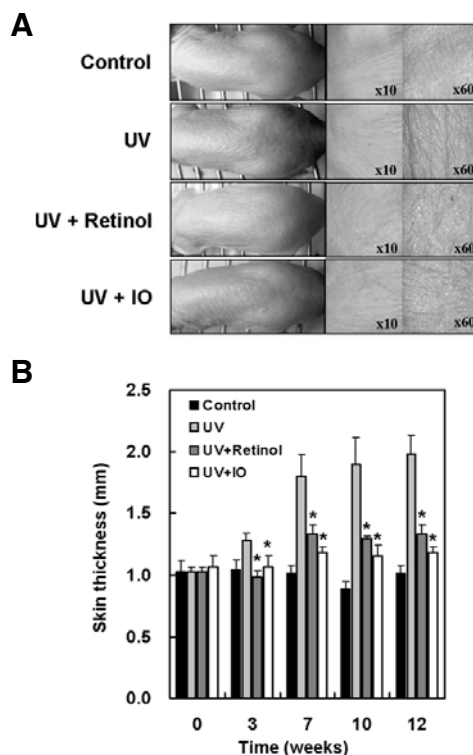 A
Control
x10
x60
UV
x10
x60
UV + Retinol
x10
x60
UV + IO
x10
x60
B
Skin thickness (mm)
2.5
2.0
1.5
1.0
0.5
0.0
Control
UV
UV+Retinol
UV+IO
* * * * * * * *
0 3 7 10 12
Time (weeks)